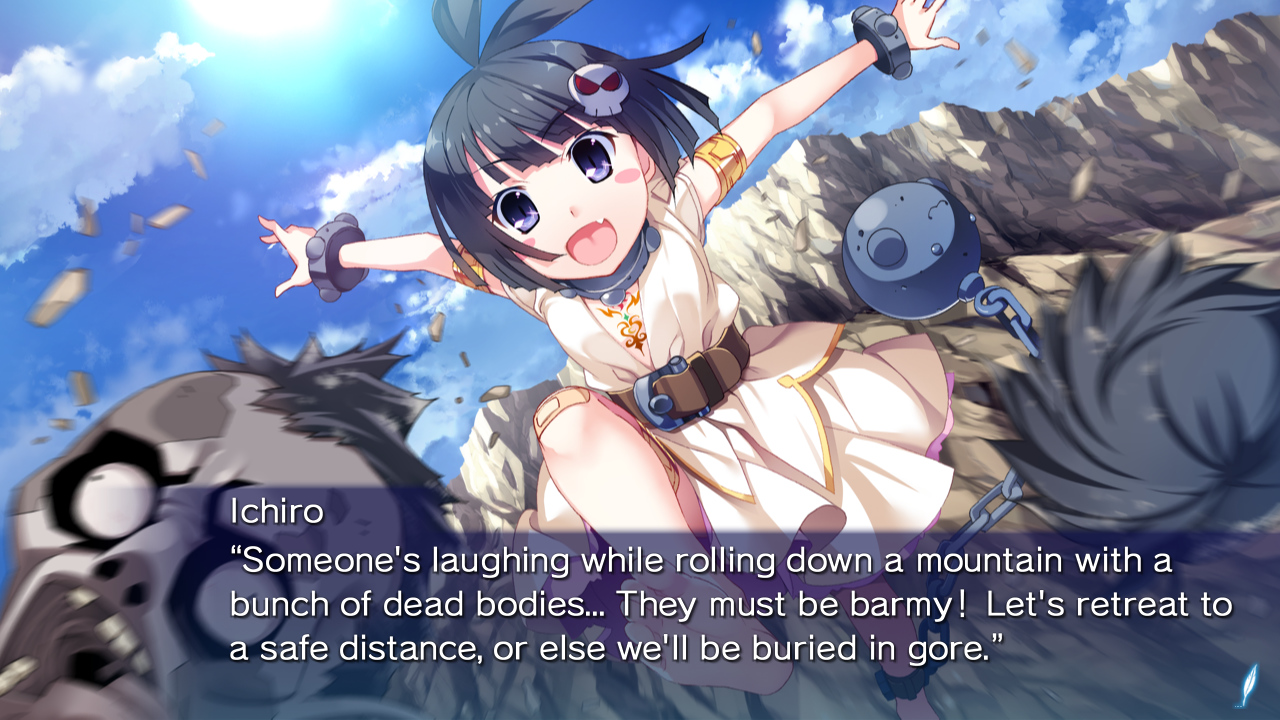 Ichiro
“Someone's laughing while rolling down a mountain with a
bunch of dead bodies... They must be barmy! Let's retreat to
a safe distance, or else we'll be buried in gore.”